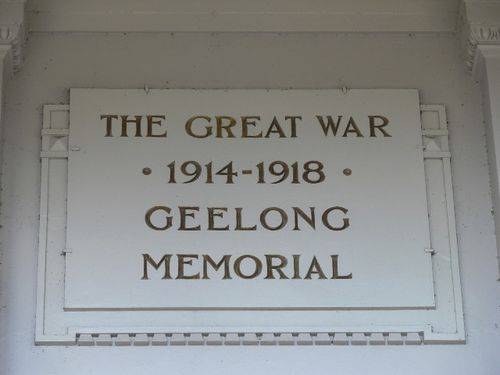 THE GREAT WAR
• 1914-1918 •
GEELONG
MEMORIAL